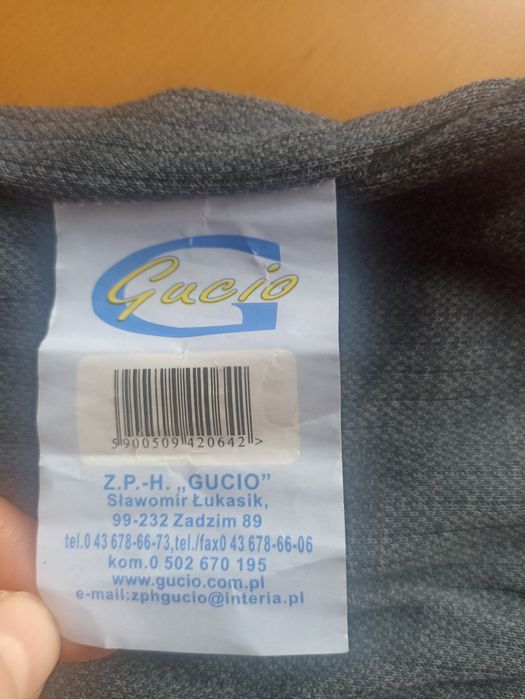 Gucio
5 900509 420642 >
Z.P.-H. „GUCIO”
Sławomir Łukasik,
99-232 Zadzim 89
tel.0 43 678-66-73,tel./fax0 43 678-66-06
kom.0 502 670 195
www.gucio.com.pl
e-mail:zphgucio@interia.pl